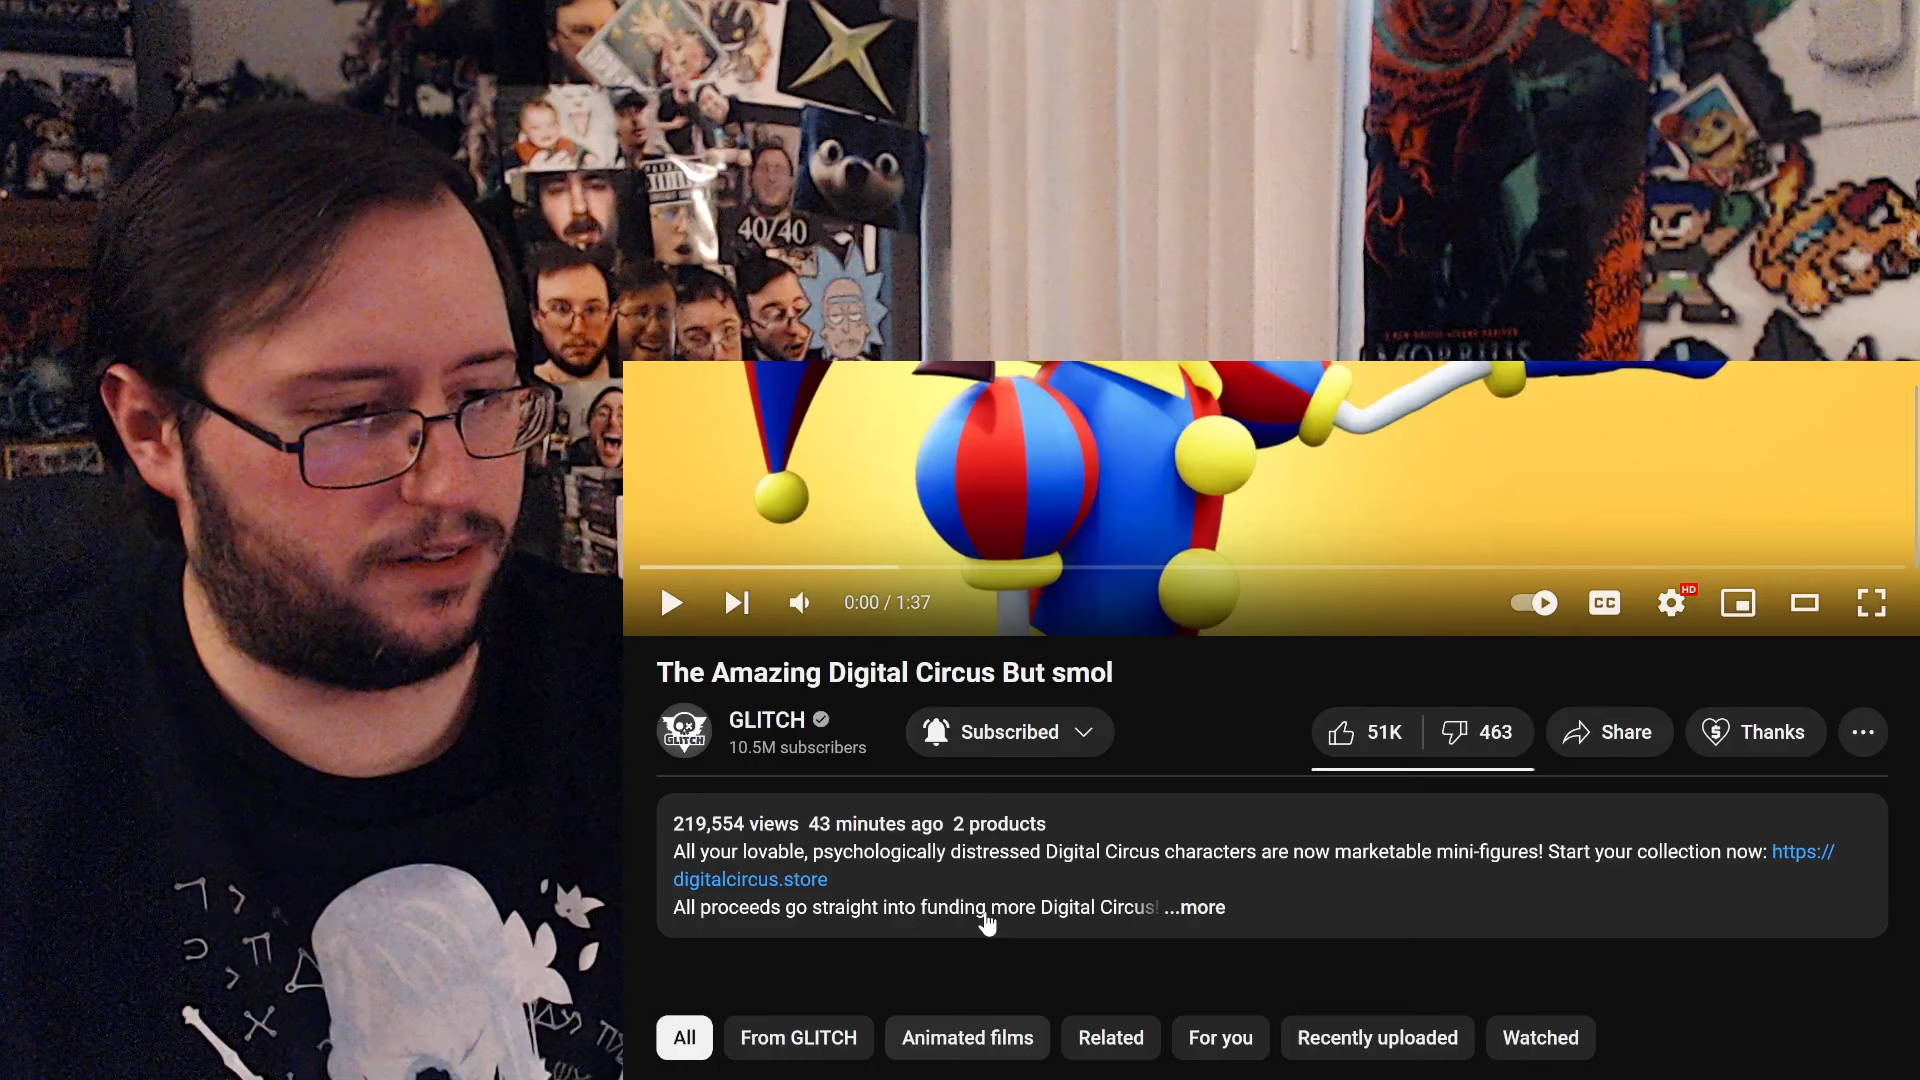 40/40
MORBIUS
HD
CC
0:00 / 1:37
The Amazing Digital Circus But smol
GLITCH
GLITCH
10.5M subscribers
Subscribed
51K
463
Share
Thanks
219,554 views 43 minutes ago 2 products
All your lovable, psychologically distressed Digital Circus characters are now marketable mini-figures! Start your collection now: https://
digitalcircus.store
All proceeds go straight into funding more Digital Circus! ...more
All
From GLITCH
Animated films
Related
For you
Recently uploaded
Watched